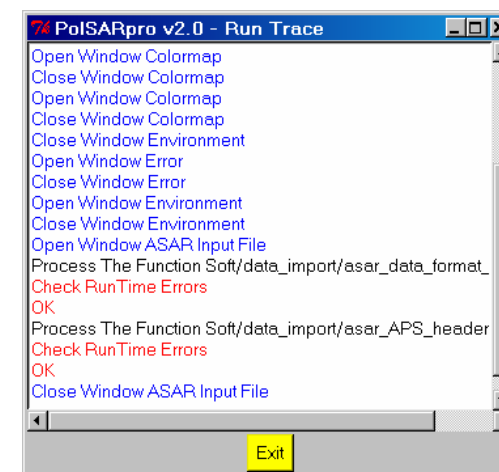 PolSARpro v2.0 - Run Trace
Open Window Colormap
Close Window Colormap
Open Window Colormap
Close Window Colormap
Close Window Environment
Open Window Error
Close Window Error
Open Window Environment
Close Window Environment
Open Window ASAR Input File
Process The Function Soft/data_import/asar_data_format_
Check RunTime Errors
OK
Process The Function Soft/data_import/asar_APS_header
Check RunTime Errors
OK
Close Window ASAR Input File
Exit